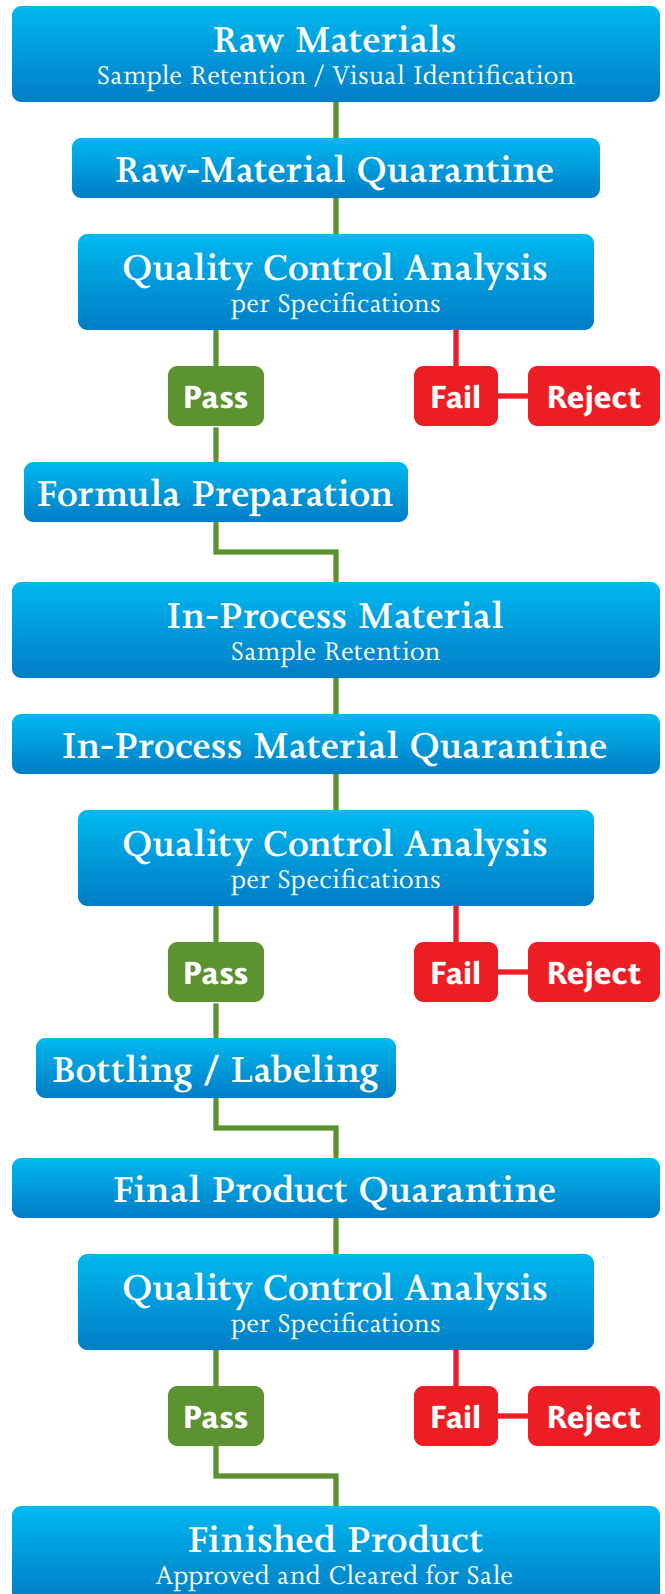 Raw Materials
Sample Retention / Visual Identification
Raw-Material Quarantine
Quality Control Analysis
per Specifications
Pass
Fail
Reject
Formula Preparation
In-Process Material
Sample Retention
In-Process Material Quarantine
Quality Control Analysis
per Specifications
Pass
Fail
Reject
Bottling / Labeling
Final Product Quarantine
Quality Control Analysis
per Specifications
Pass
Fail
Reject
Finished Product
Approved and Cleared for Sale